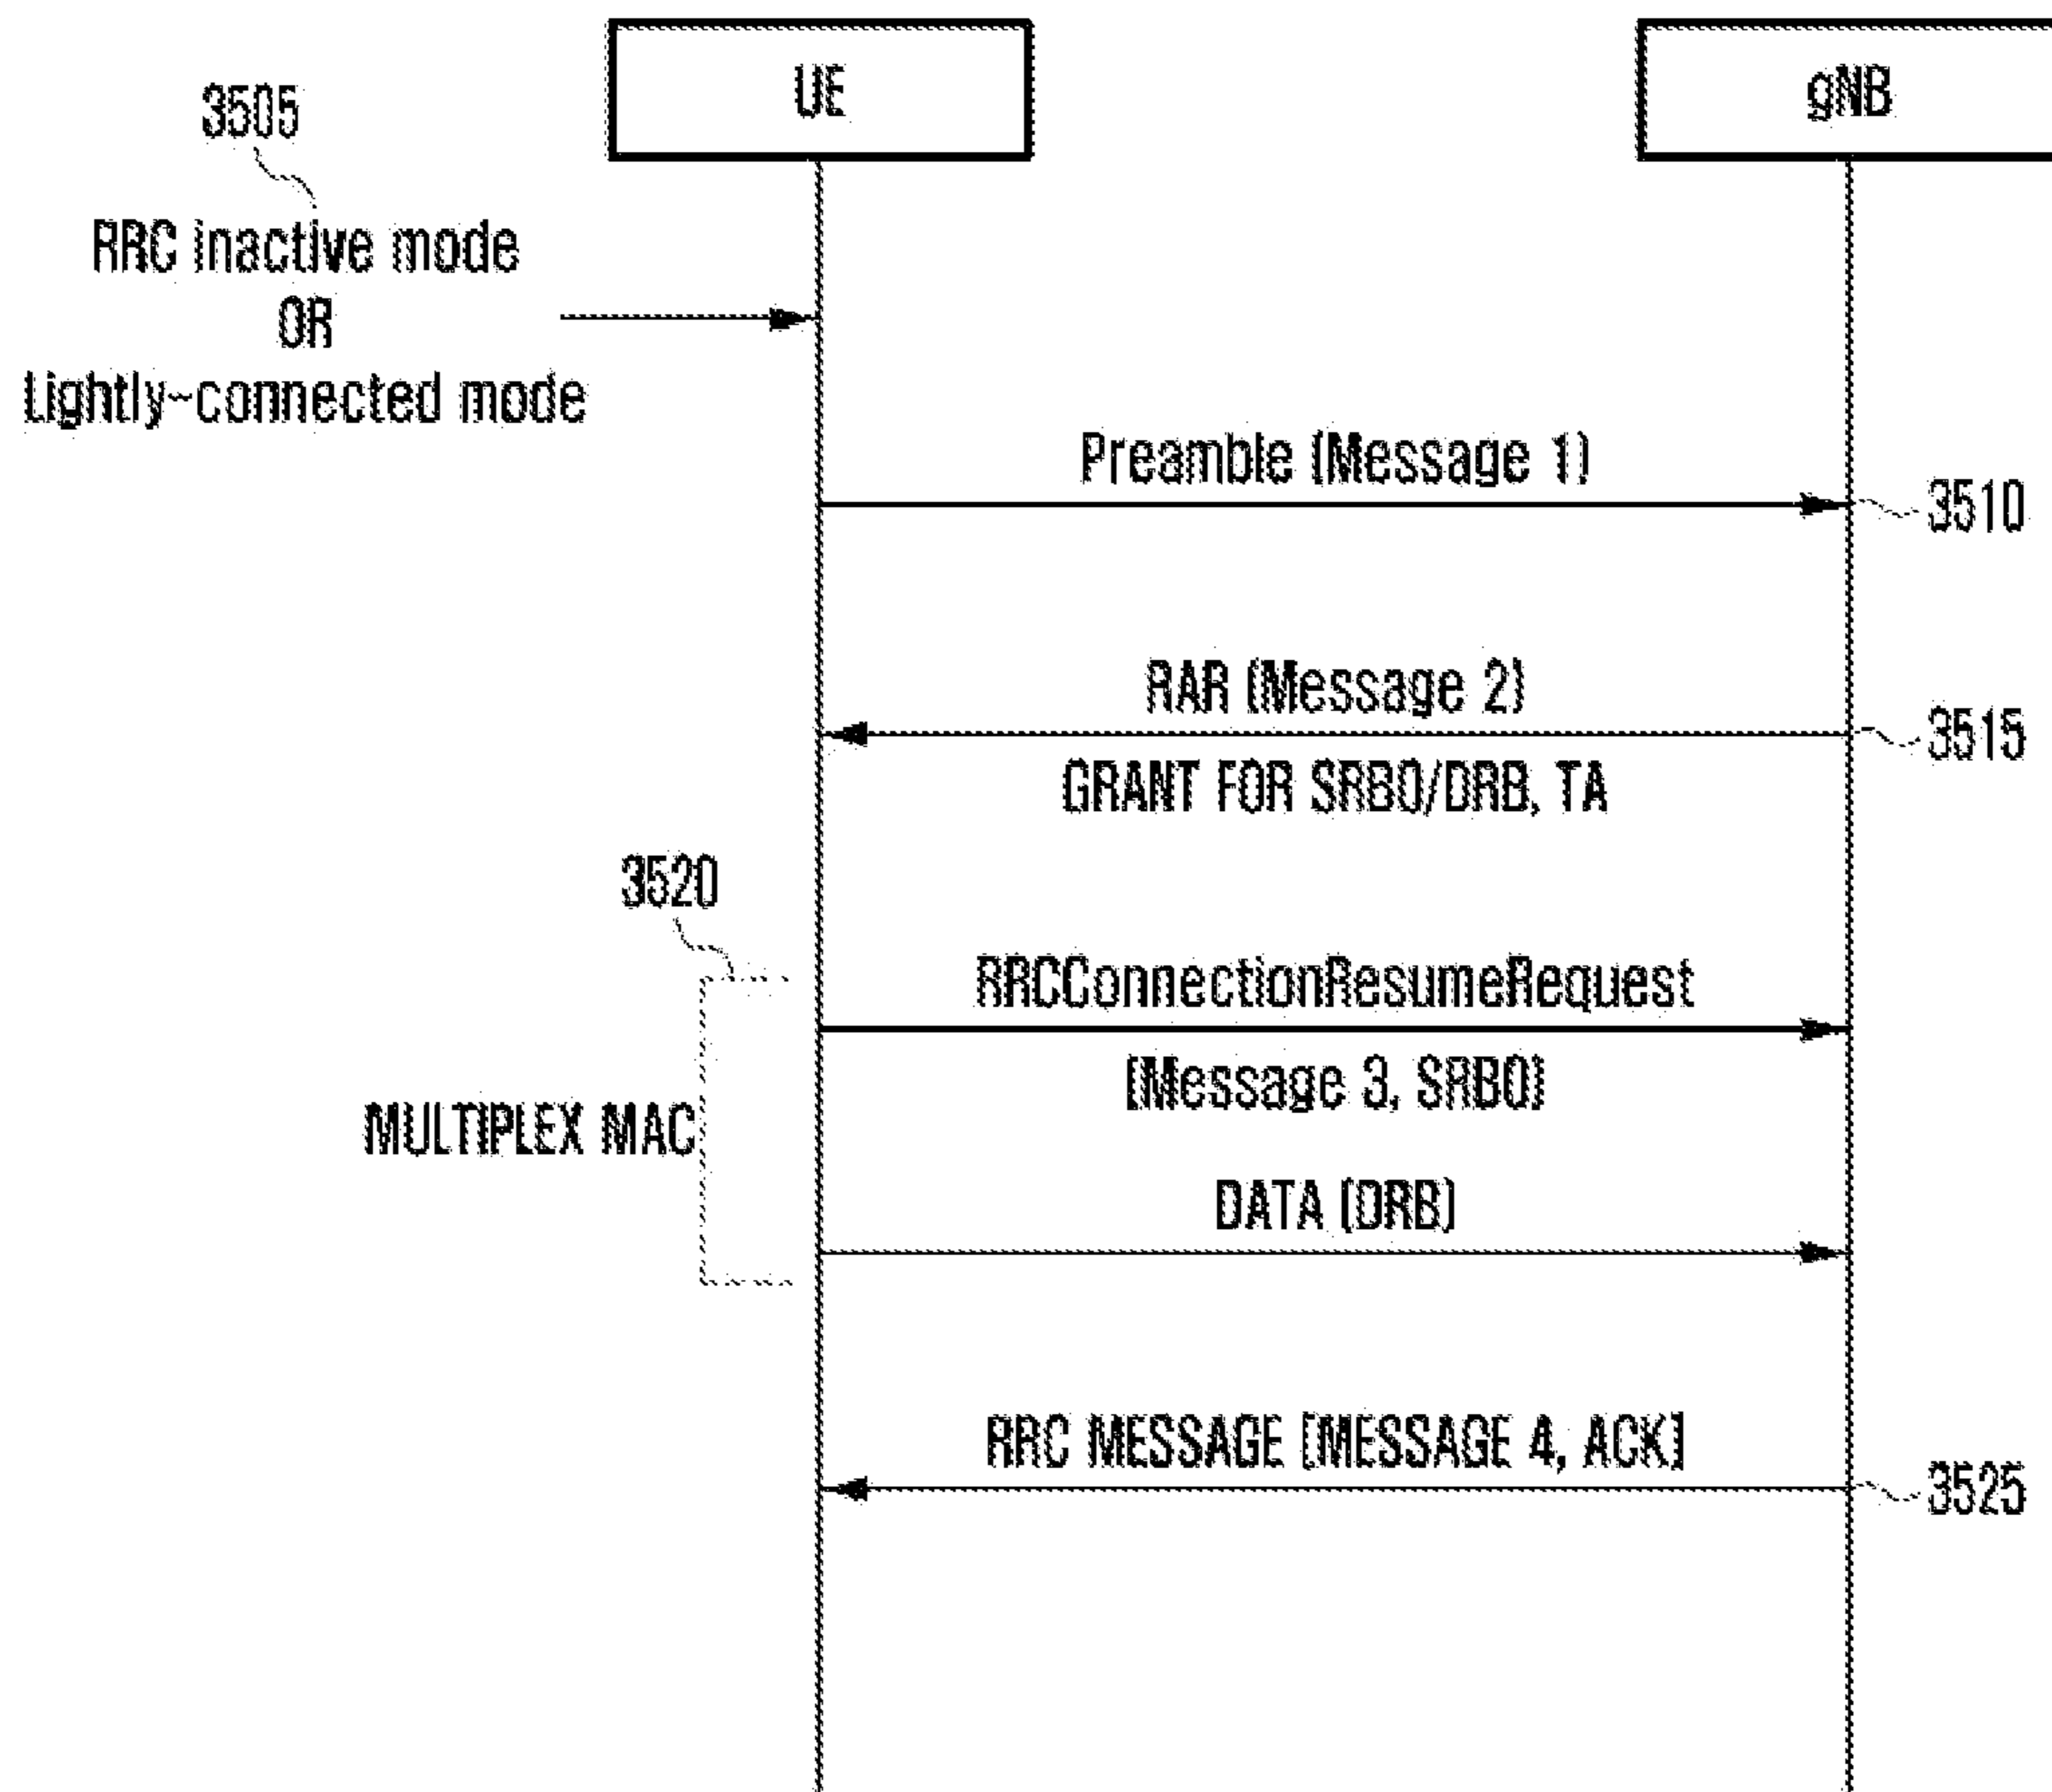 UE
gNB
3505
RRC inactive mode
OR
Lightly-connected mode
Preamble (Message 1)
3510
RAR (Message 2)
3515
GRANT FOR SRB0/DRB, TA
3520
RRCConnectionResumeRequest
(Message 3, SRB0)
MULTIPLEX MAC
DATA (DRB)
RRC MESSAGE (MESSAGE 4, ACK)
3525